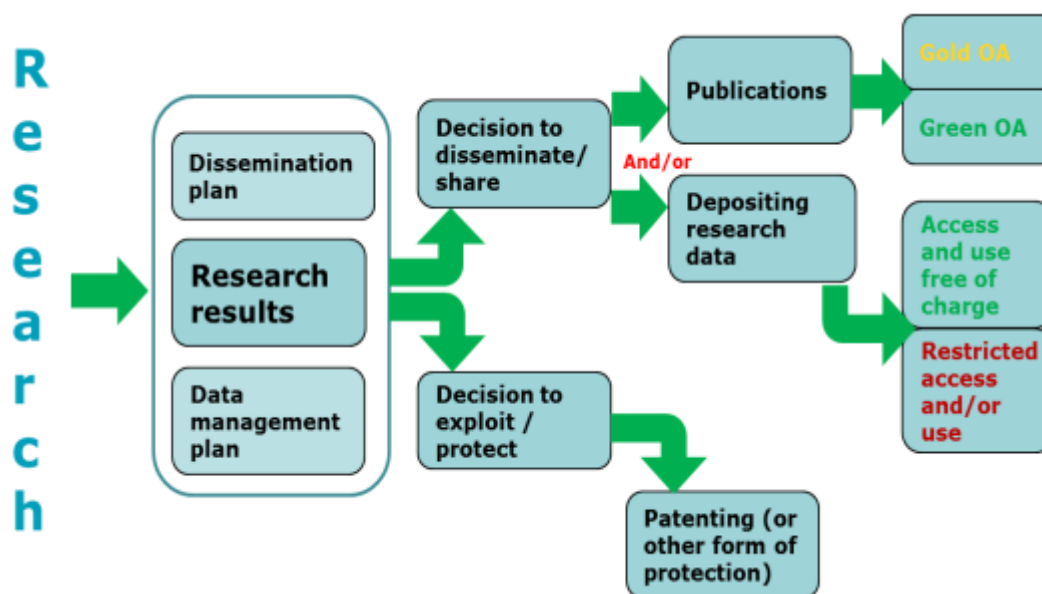 Research
Dissemination
plan
Research
results
Data
management
plan
Decision to
disseminate/
share
Decision to
exploit /
protect
And/or
Publications
Depositing
research
data
Patenting (or
other form of
protection)
Gold OA
Green OA
Access
and use
free of
charge
Restricted
access
and/or
use